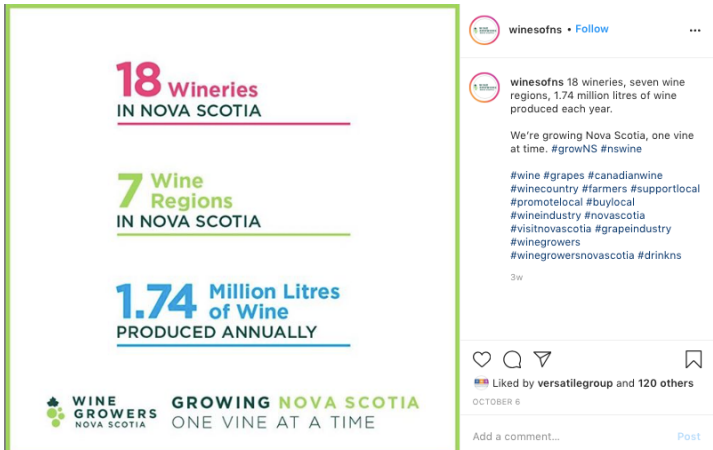 18 Wineries
IN NOVA SCOTIA
7 Wine
Regions
IN NOVA SCOTIA
1.74 Million Litres
of Wine
PRODUCED ANNUALLY
WINE
GROWERS
NOVA SCOTIA
GROWING NOVA SCOTIA
ONE VINE AT A TIME
winesofns • Follow
winesofns 18 wineries, seven wine
regions, 1.74 million litres of wine
produced each year.
We're growing Nova Scotia, one vine
at time. #growNS #nswine
#wine #grapes #canadianwine
#winecountry #farmers #supportlocal
#promotelocal #buylocal
#wineindustry #novascotia
#visitnovascotia #grapeindustry
#winegrowers
#winegrowersnovascotia #drinkns
3w
Liked by versatilegroup and 120 others
OCTOBER 6
Add a comment...
Post